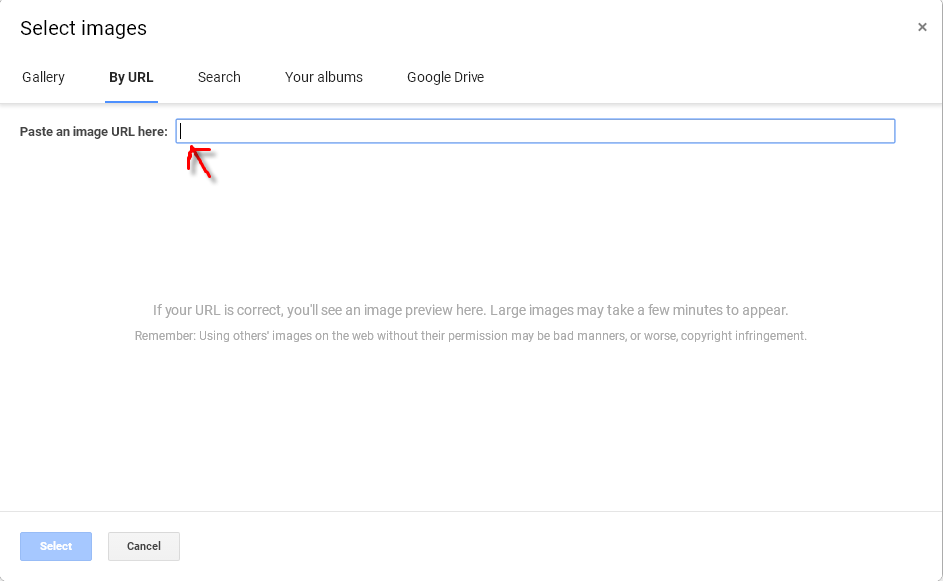 Select images
×
Gallery By URL Search Your albums Google Drive
Paste an image URL here:
If your URL is correct, you'll see an image preview here. Large images may take a few minutes to appear.
Remember: Using others' images on the web without their permission may be bad manners, or worse, copyright infringement.
Select Cancel